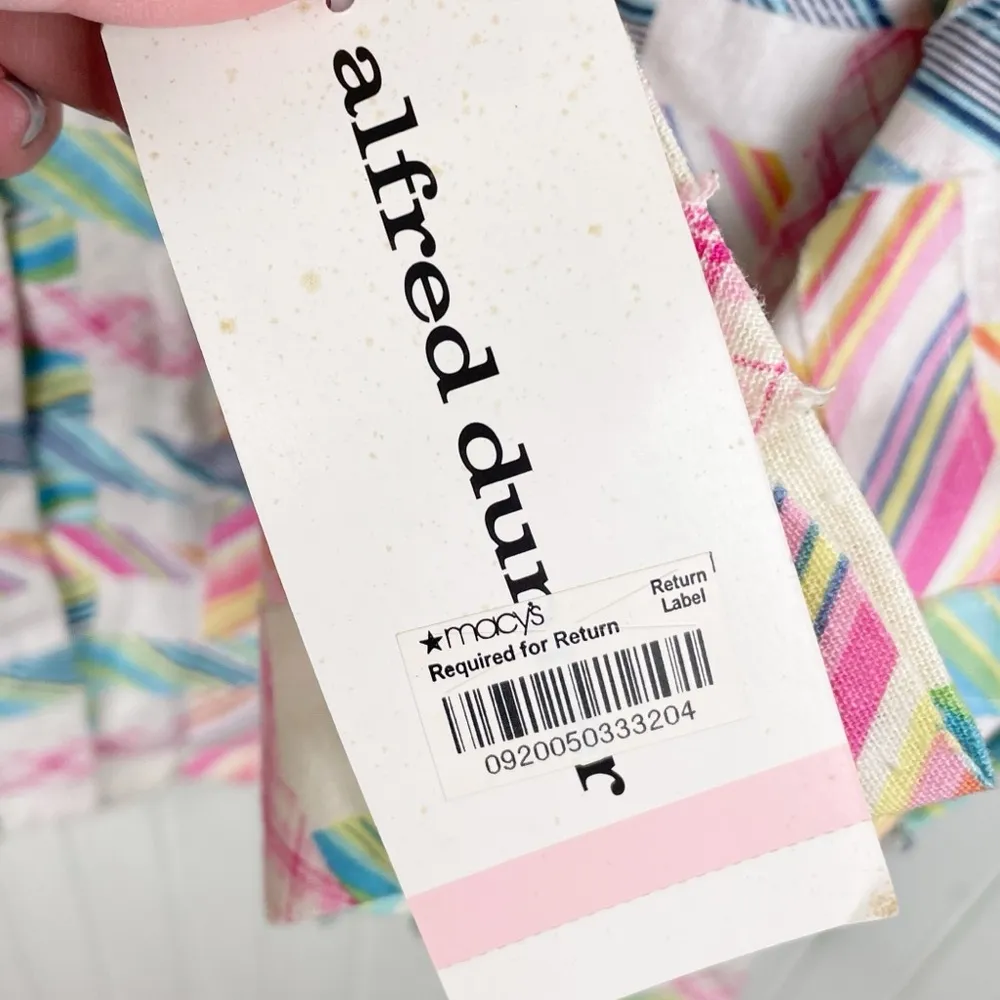 alfred dun
r
★macy's
Return
Label
Required for Return
0920050333204